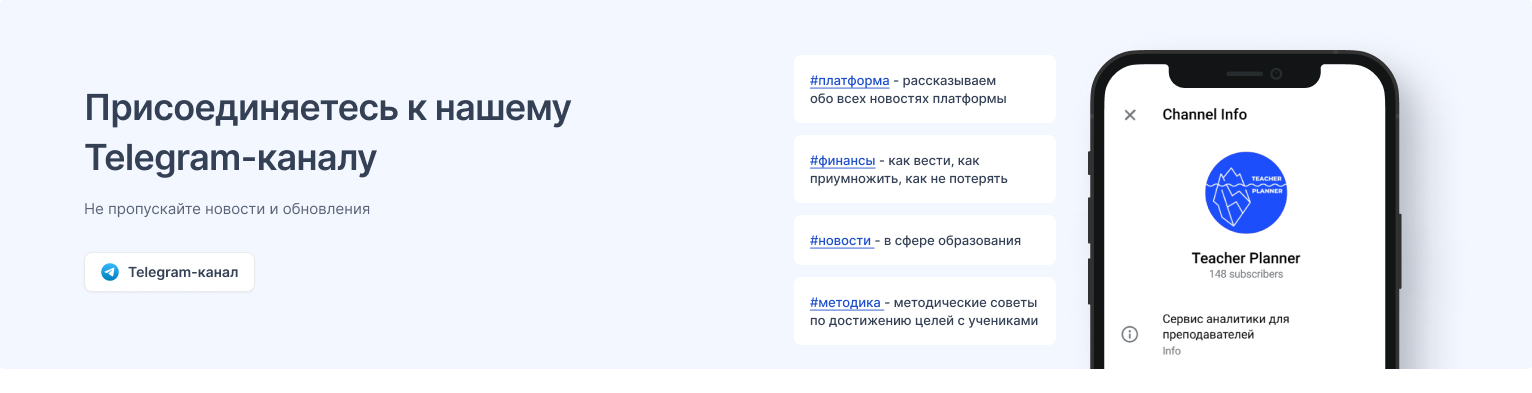 Присоединяетесь к нашему
Telegram-каналу
Не пропускайте новости и обновления
Telegram-канал
#платформа - рассказываем
обо всех новостях платформы
#финансы - как вести, как
приумножить, как не потерять
#новости - в сфере образования
#методика - методические советы
по достижению целей с учениками
Channel Info
TEACHER
PLANNER
Teacher Planner
148 subscribers
Сервис аналитики для
преподавателей
Info